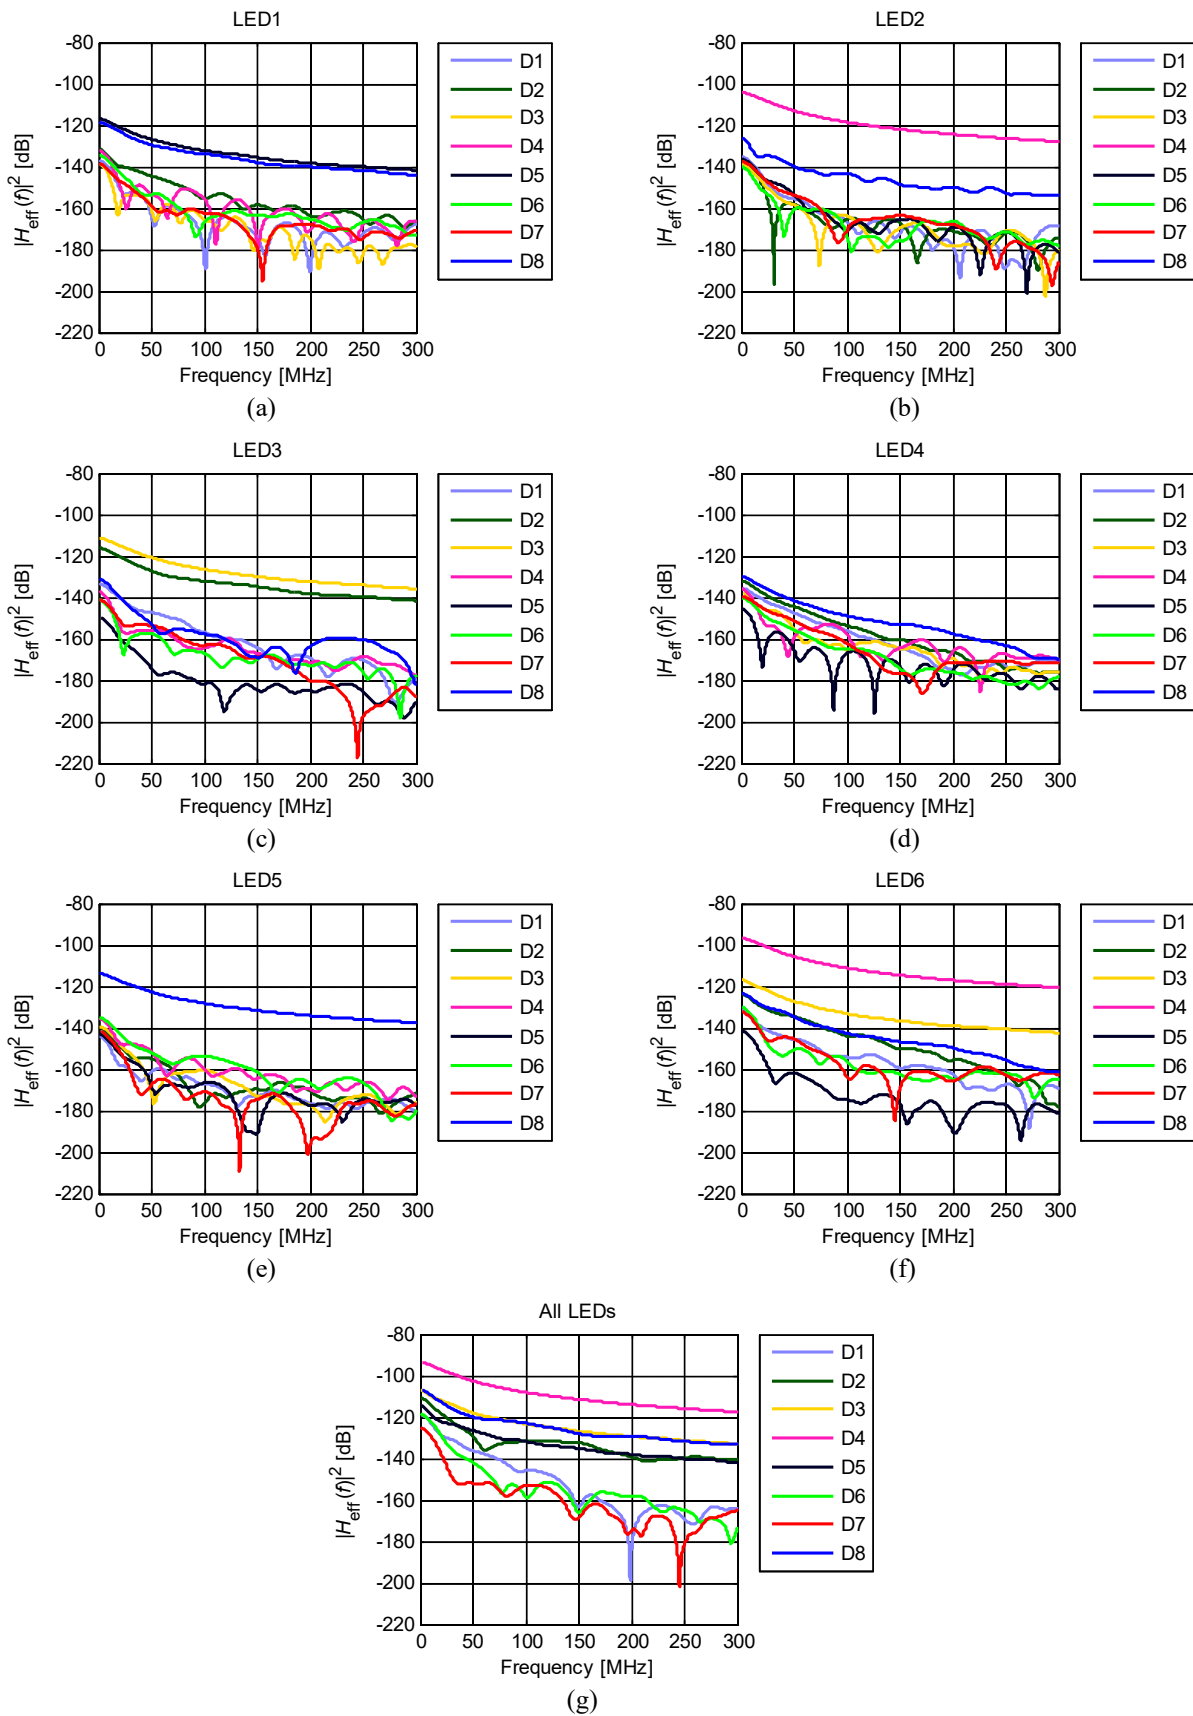 LED1
-80
-100
-120
-140
-160
-180
-200
-220
0 50 100 150 200 250 300
|H_eff (f)|² [dB]
Frequency [MHz]
D1
D2
D3
D4
D5
D6
D7
D8
(a)
LED2
-80
-100
-120
-140
-160
-180
-200
-220
0 50 100 150 200 250 300
|H_eff (f)|² [dB]
Frequency [MHz]
D1
D2
D3
D4
D5
D6
D7
D8
(b)
LED3
-80
-100
-120
-140
-160
-180
-200
-220
0 50 100 150 200 250 300
|H_eff (f)|² [dB]
Frequency [MHz]
D1
D2
D3
D4
D5
D6
D7
D8
(c)
LED4
-80
-100
-120
-140
-160
-180
-200
-220
0 50 100 150 200 250 300
|H_eff (f)|² [dB]
Frequency [MHz]
D1
D2
D3
D4
D5
D6
D7
D8
(d)
LED5
-80
-100
-120
-140
-160
-180
-200
-220
0 50 100 150 200 250 300
|H_eff (f)|² [dB]
Frequency [MHz]
D1
D2
D3
D4
D5
D6
D7
D8
(e)
LED6
-80
-100
-120
-140
-160
-180
-200
-220
0 50 100 150 200 250 300
|H_eff (f)|² [dB]
Frequency [MHz]
D1
D2
D3
D4
D5
D6
D7
D8
(f)
All LEDs
-80
-100
-120
-140
-160
-180
-200
-220
0 50 100 150 200 250 300
|H_eff (f)|² [dB]
Frequency [MHz]
D1
D2
D3
D4
D5
D6
D7
D8
(g)